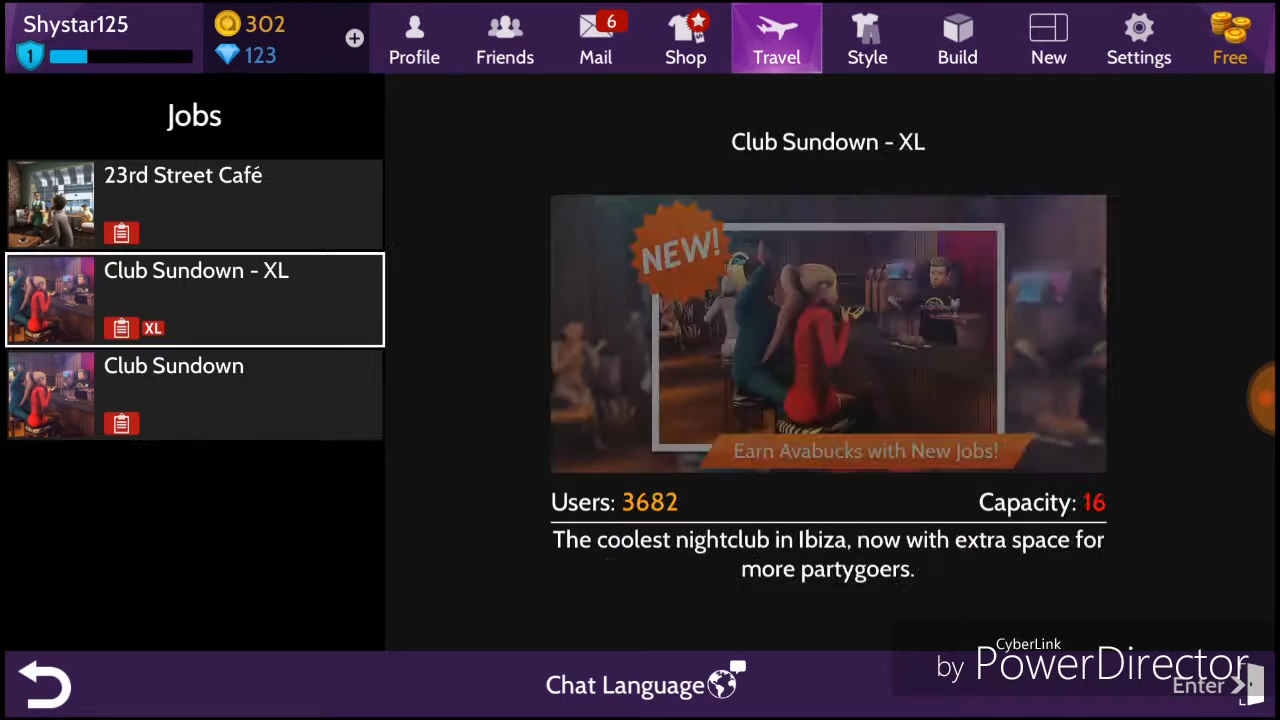 Shystar125
1
302
123
Profile
Friends
6
Mail
Shop
Travel
Style
Build
New
Settings
Free
Jobs
23rd Street Café
Club Sundown - XL
XL
Club Sundown
Club Sundown - XL
NEW!
Earn Avabucks with New Jobs!
Users: 3682
Capacity: 16
The coolest nightclub in Ibiza, now with extra space for
more partygoers.
Chat Language
CyberLink
by PowerDirector
Enter